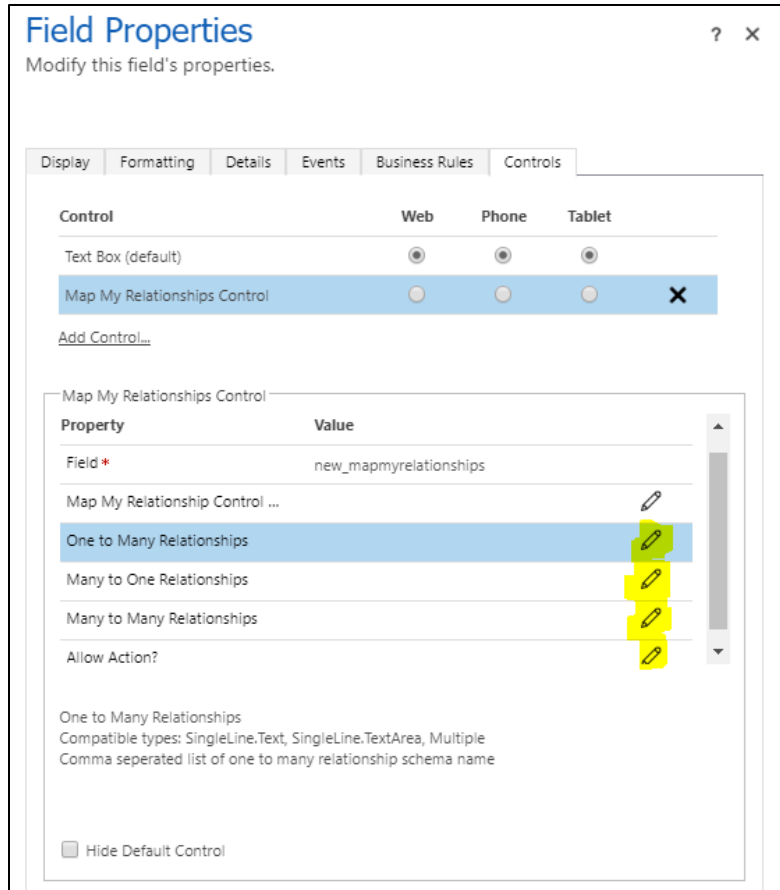 Field Properties
? ✕
Modify this field's properties.
Display Formatting Details Events Business Rules Controls
Control Web Phone Tablet
Text Box (default)
Map My Relationships Control
Add Control...
Map My Relationships Control
Property Value
Field * new_mapmyrelationships
Map My Relationship Control ...
One to Many Relationships
Many to One Relationships
Many to Many Relationships
Allow Action?
One to Many Relationships
Compatible types: SingleLine.Text, SingleLine.TextArea, Multiple
Comma seperated list of one to many relationship schema name
Hide Default Control